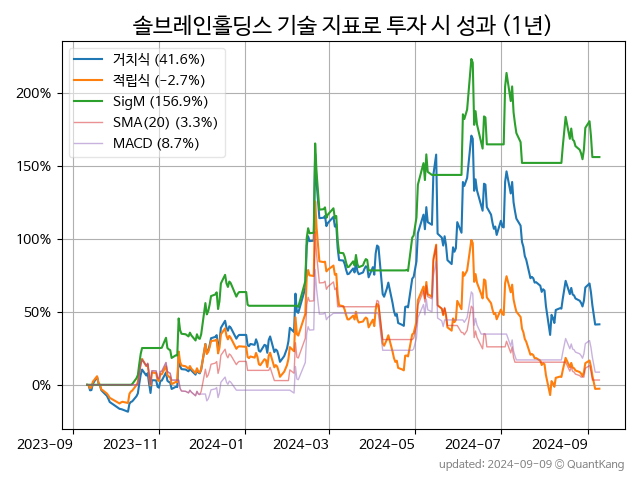 솔브레인홀딩스 기술 지표로 투자 시 성과 (1년)
거치식 (41.6%)
적립식 (−2.7%)
SigM (156.9%)
SMA(20) (3.3%)
MACD (8.7%)
200%
150%
100%
50%
0%
2023-09 2023-11 2024-01 2024-03 2024-05 2024-07 2024-09
updated: 2024-09-09 © QuantKang